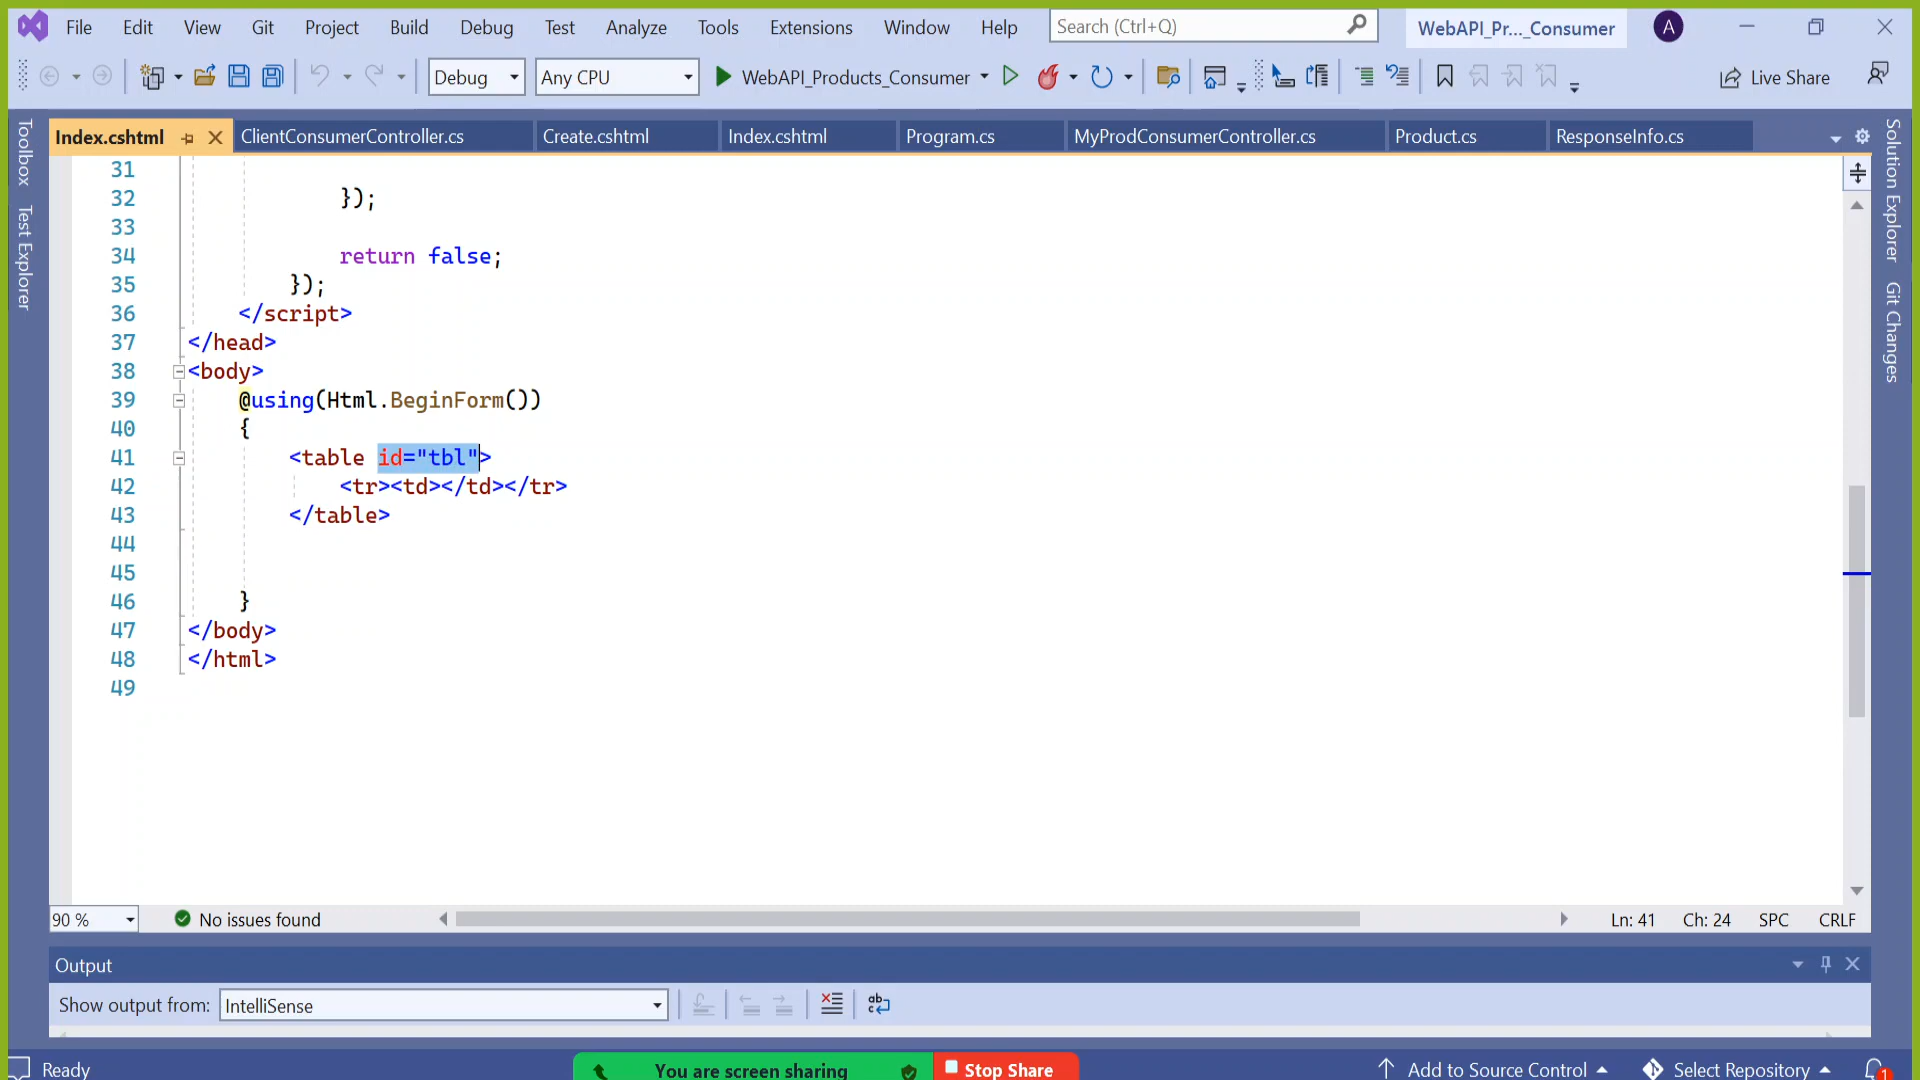 File Edit View Git Project Build Debug Test Analyze Tools Extensions Window Help Search (Ctrl+Q) WebAPI_Pr..._Consumer A
Debug Any CPU WebAPI_Products_Consumer Live Share
Index.cshtml ClientConsumerController.cs Create.cshtml Index.cshtml Program.cs MyProdConsumerController.cs Product.cs ResponseInfo.cs
Toolbox
Test Explorer
Solution Explorer
Git Changes
31
32 });
33
34 return false;
35 });
36 </script>
37 </head>
38 <body>
39 @using(Html.BeginForm())
40 {
41 <table id="tbl">
42 <tr><td></td></tr>
43 </table>
44
45
46 }
47 </body>
48 </html>
49
90 % No issues found Ln: 41 Ch: 24 SPC CRLF
Output
Show output from: IntelliSense
Ready You are screen sharing Stop Share Add to Source Control Select Repository 1